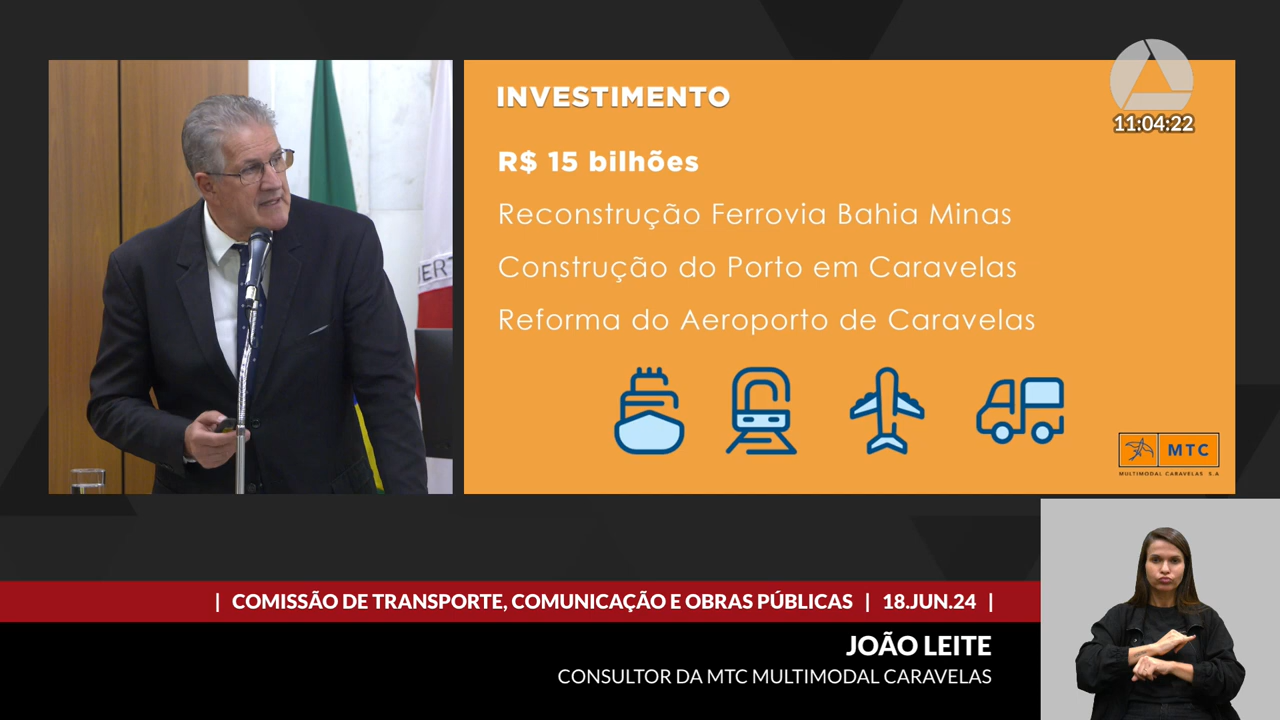 INVESTIMENTO
R$ 15 bilhões
Reconstrução Ferrovia Bahia Minas
Construção do Porto em Caravelas
Reforma do Aeroporto de Caravelas
11:04:22
MTC
MULTIMODAL CARAVELAS S.A
| COMISSÃO DE TRANSPORTE, COMUNICAÇÃO E OBRAS PÚBLICAS | 18.JUN.24 |
JOÃO LEITE
CONSULTOR DA MTC MULTIMODAL CARAVELAS